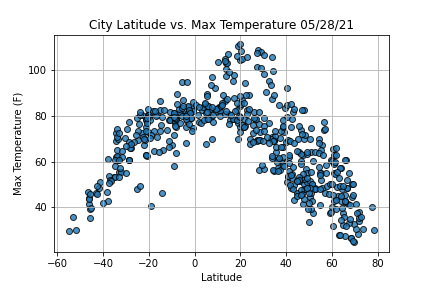 City Latitude vs. Max Temperature 05/28/21
100
80
60
40
Max Temperature (F)
−60 −40 −20 0 20 40 60 80
Latitude